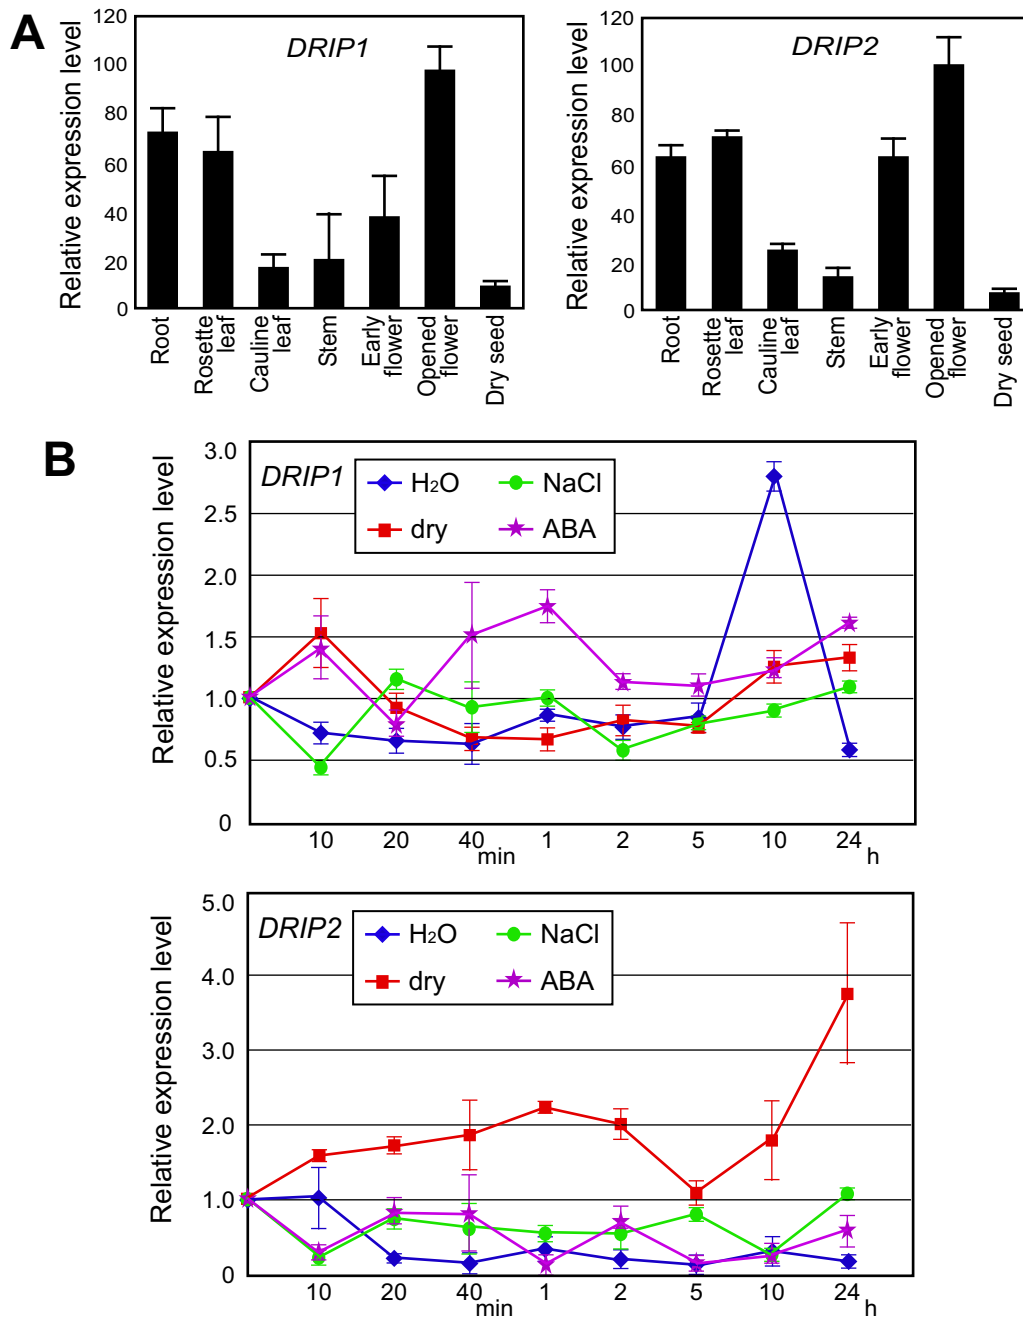 A
DRIP1
Relative expression level
120
100
80
60
40
20
0
Root
Rosette leaf
Cauline leaf
Stem
Early flower
Opened flower
Dry seed
DRIP2
Relative expression level
120
100
80
60
40
20
0
Root
Rosette leaf
Cauline leaf
Stem
Early flower
Opened flower
Dry seed
B
DRIP1
H₂O
NaCl
dry
ABA
Relative expression level
3.0
2.5
2.0
1.5
1.0
0.5
0
10 20 40 min 1 2 5 10 24 h
DRIP2
H₂O
NaCl
dry
ABA
Relative expression level
5.0
4.0
3.0
2.0
1.0
0
10 20 40 min 1 2 5 10 24 h